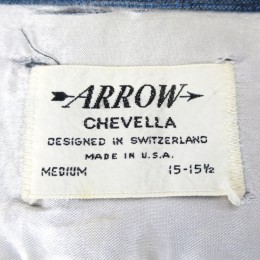 ARROW
CHEVELLA
DESIGNED IN SWITZERLAND
MADE IN U.S.A.
MEDIUM 15-15½